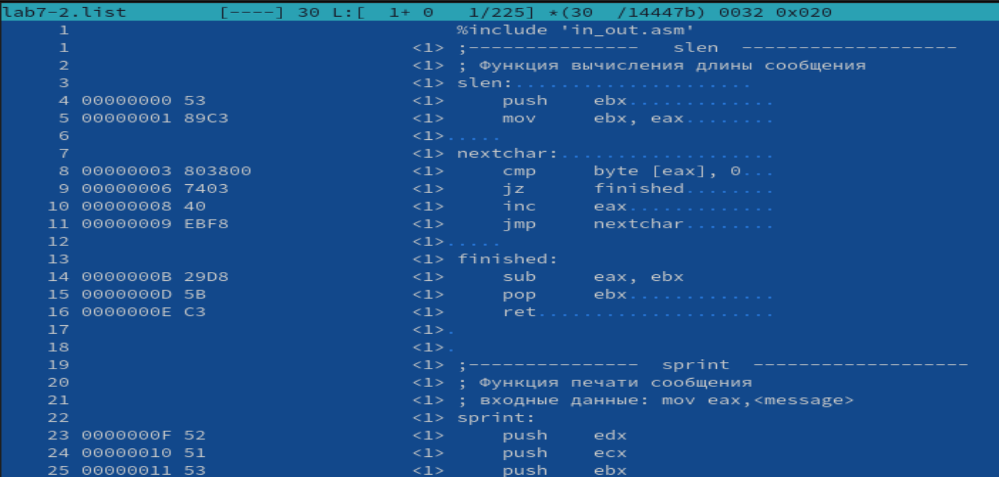 lab7-2.list        [----] 30 L:[  1+ 0   1/225] *(30  /14447b) 0032 0x020
1                                  %include 'in_out.asm'
1                              <1> ;---------------   slen  -------------------
2                              <1> ; Функция вычисления длины сообщения
3                              <1> slen:.....................
4 00000000 53                  <1>     push    ebx.............
5 00000001 89C3                <1>     mov     ebx, eax........
6                              <1>.....
7                              <1> nextchar:...................
8 00000003 803800              <1>     cmp     byte [eax], 0...
9 00000006 7403                <1>     jz      finished........
10 00000008 40                  <1>     inc     eax.............
11 00000009 EBF8                <1>     jmp     nextchar........
12                              <1>.....
13                              <1> finished:
14 0000000B 29D8                <1>     sub     eax, ebx
15 0000000D 5B                  <1>     pop     ebx.............
16 0000000E C3                  <1>     ret.....................
17                              <1>.
18                              <1>.
19                              <1> ;---------------  sprint  -------------------
20                              <1> ; Функция печати сообщения
21                              <1> ; входные данные: mov eax,<message>
22                              <1> sprint:
23 0000000F 52                  <1>     push    edx
24 00000010 51                  <1>     push    ecx
25 00000011 53                  <1>     push    ebx